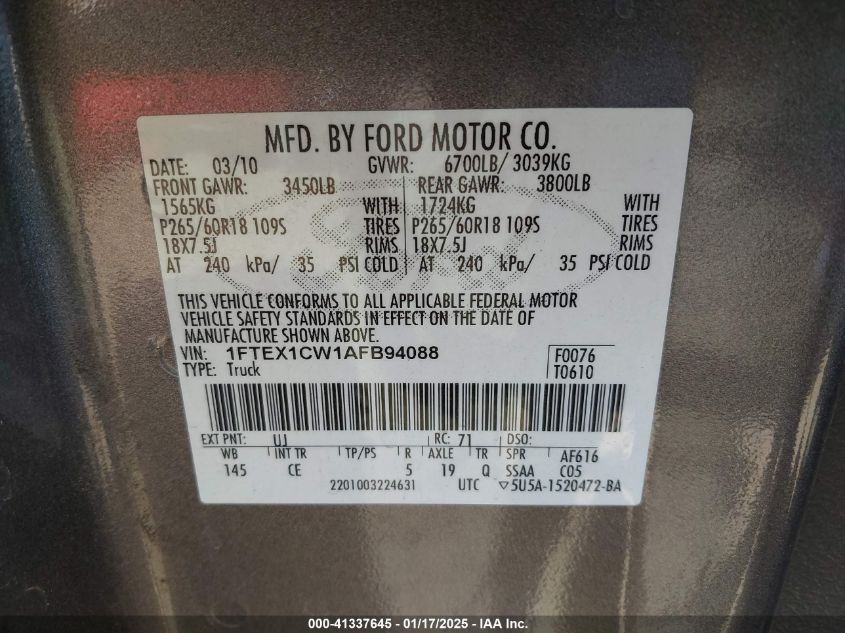 MFD. BY FORD MOTOR CO.
DATE: 03/10 GVWR: 6700LB/ 3039KG
FRONT GAWR: 3450LB REAR GAWR: 3800LB
1565KG WITH 1724KG WITH
P265/60R18 109S TIRES P265/60R18 109S TIRES
18X7.5J RIMS 18X7.5J RIMS
AT 240 kPa/ 35 PSI COLD AT 240 kPa/ 35 PSI COLD
THIS VEHICLE CONFORMS TO ALL APPLICABLE FEDERAL MOTOR
VEHICLE SAFETY STANDARDS IN EFFECT ON THE DATE OF
MANUFACTURE SHOWN ABOVE.
VIN: 1FTEX1CW1AFB94088 F0076
TYPE: Truck T0610
EXT PNT: UJ RC: 71 DSO:
WB INT TR TP/PS R AXLE TR SPR AF616
145 CE 5 19 Q SSAA C05
2201003224631 UTC ▽5U5A-1520472-BA
000-41337645 / 01/17/2025 - IAA Inc.